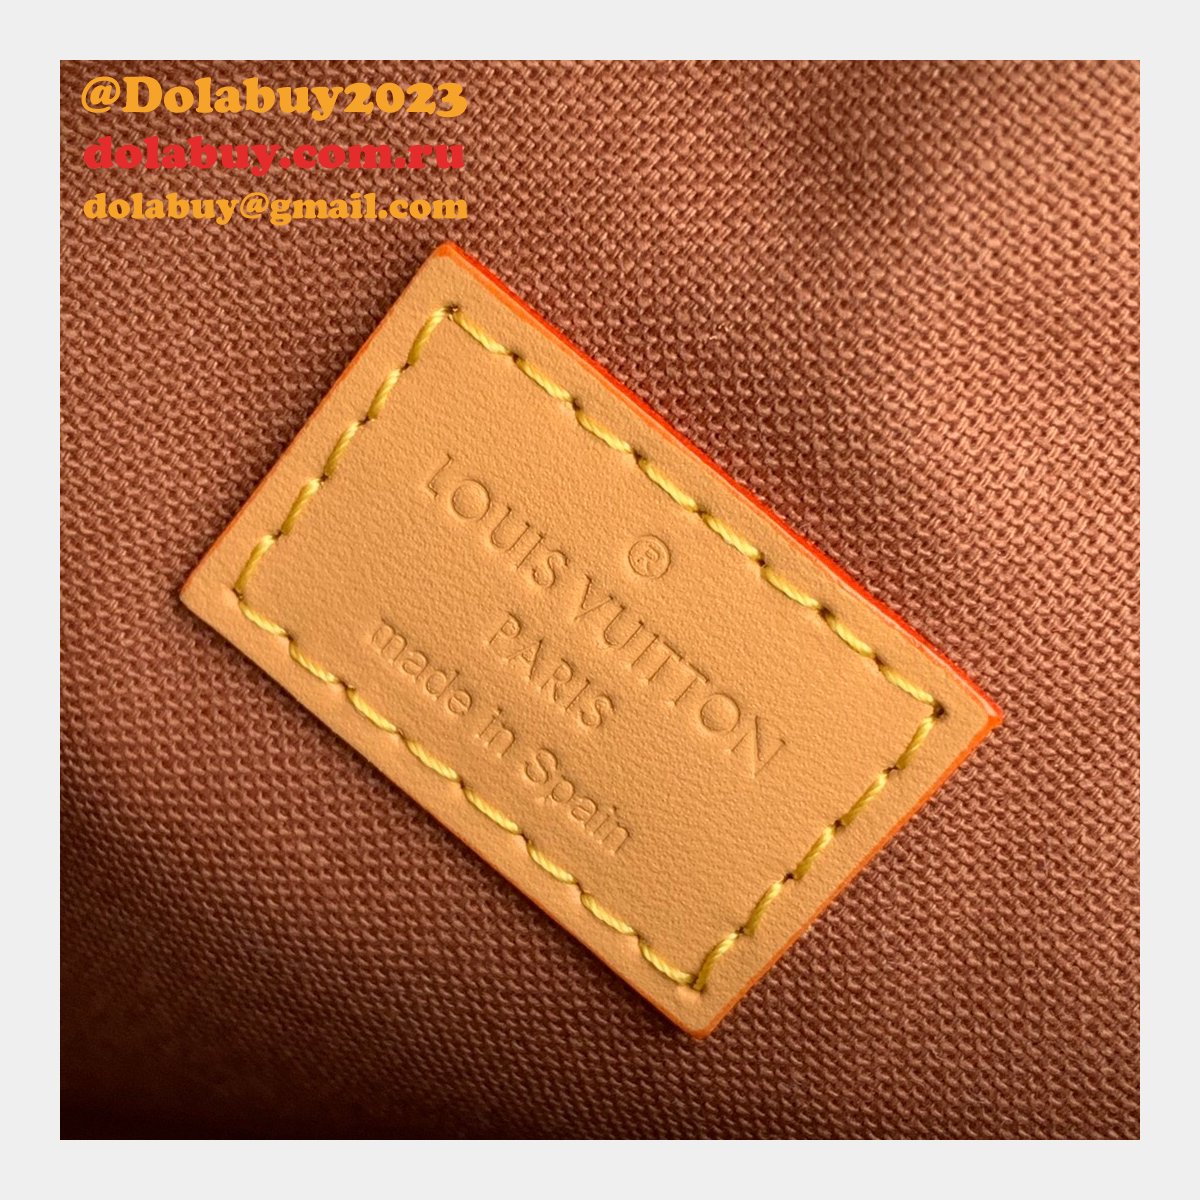 @Dolabuy2023
dolabuy.com.ru
dolabuy@gmail.com
®
LOUIS VUITTON
PARIS
made in Spain